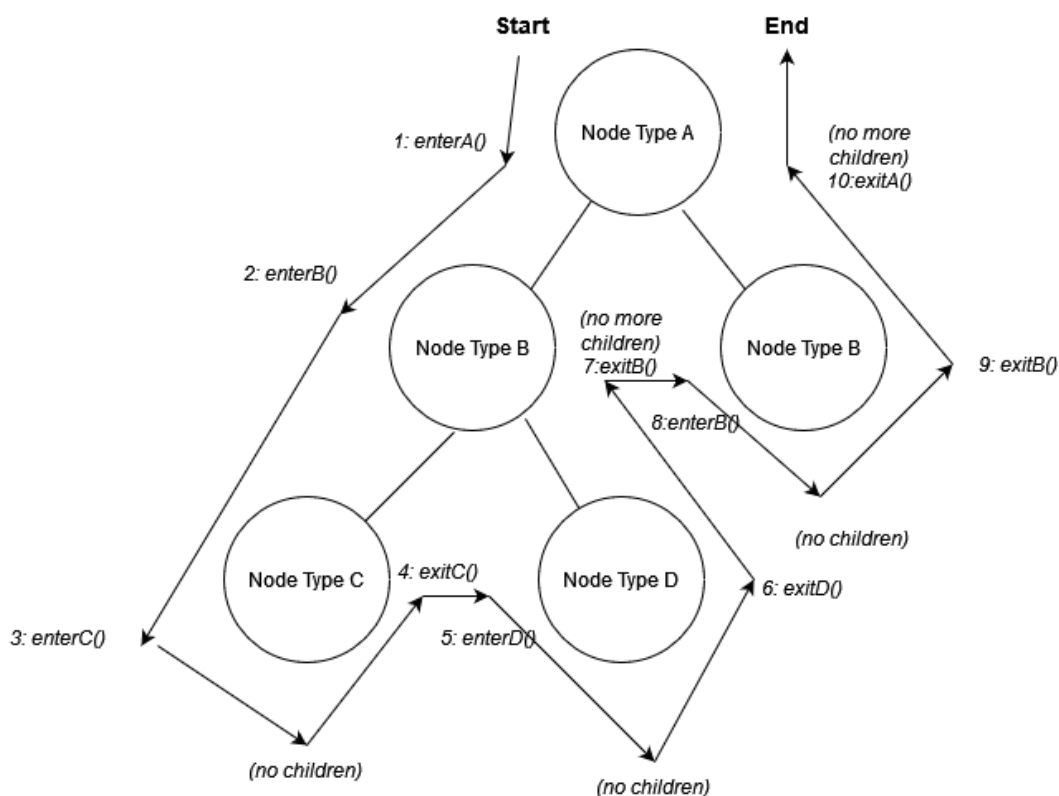 Start
End
Node Type A
1: enterA()
(no more
children)
10:exitA()
2: enterB()
Node Type B
(no more
children)
7:exitB()
Node Type B
9: exitB()
8:enterB()
(no children)
Node Type C
4: exitC()
Node Type D
6: exitD()
3: enterC()
5: enterD()
(no children)
(no children)